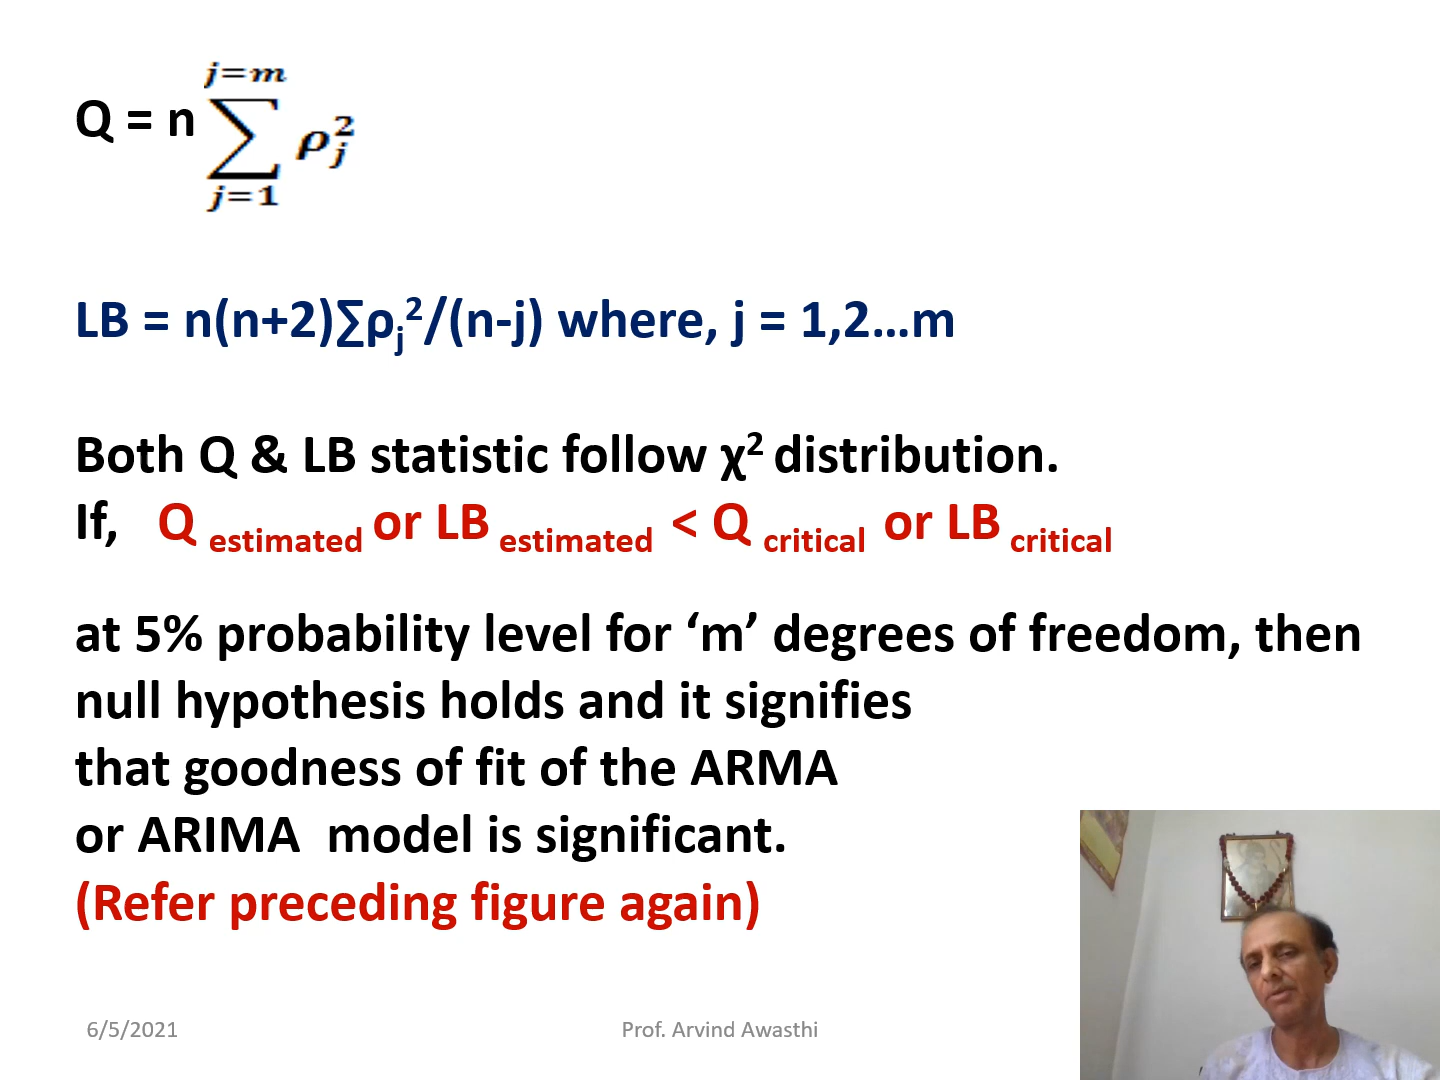 Q = n ∑ j=1 j=m ρj²
LB = n(n+2)∑ρj²/(n-j) where, j = 1,2…m
Both Q & LB statistic follow χ² distribution.
If, Q estimated or LB estimated < Q critical or LB critical
at 5% probability level for ‘m’ degrees of freedom, then
null hypothesis holds and it signifies
that goodness of fit of the ARMA
or ARIMA model is significant.
(Refer preceding figure again)
6/5/2021
Prof. Arvind Awasthi